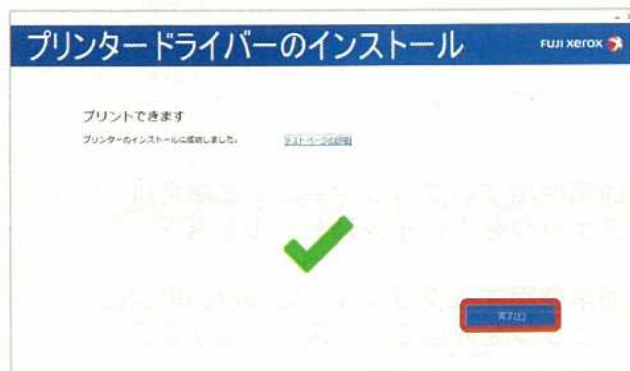 プリンタードライバーのインストール
FUJI xerox
プリントできます
プリンターのインストールに成功しました。
テストページの印刷
完了(E)